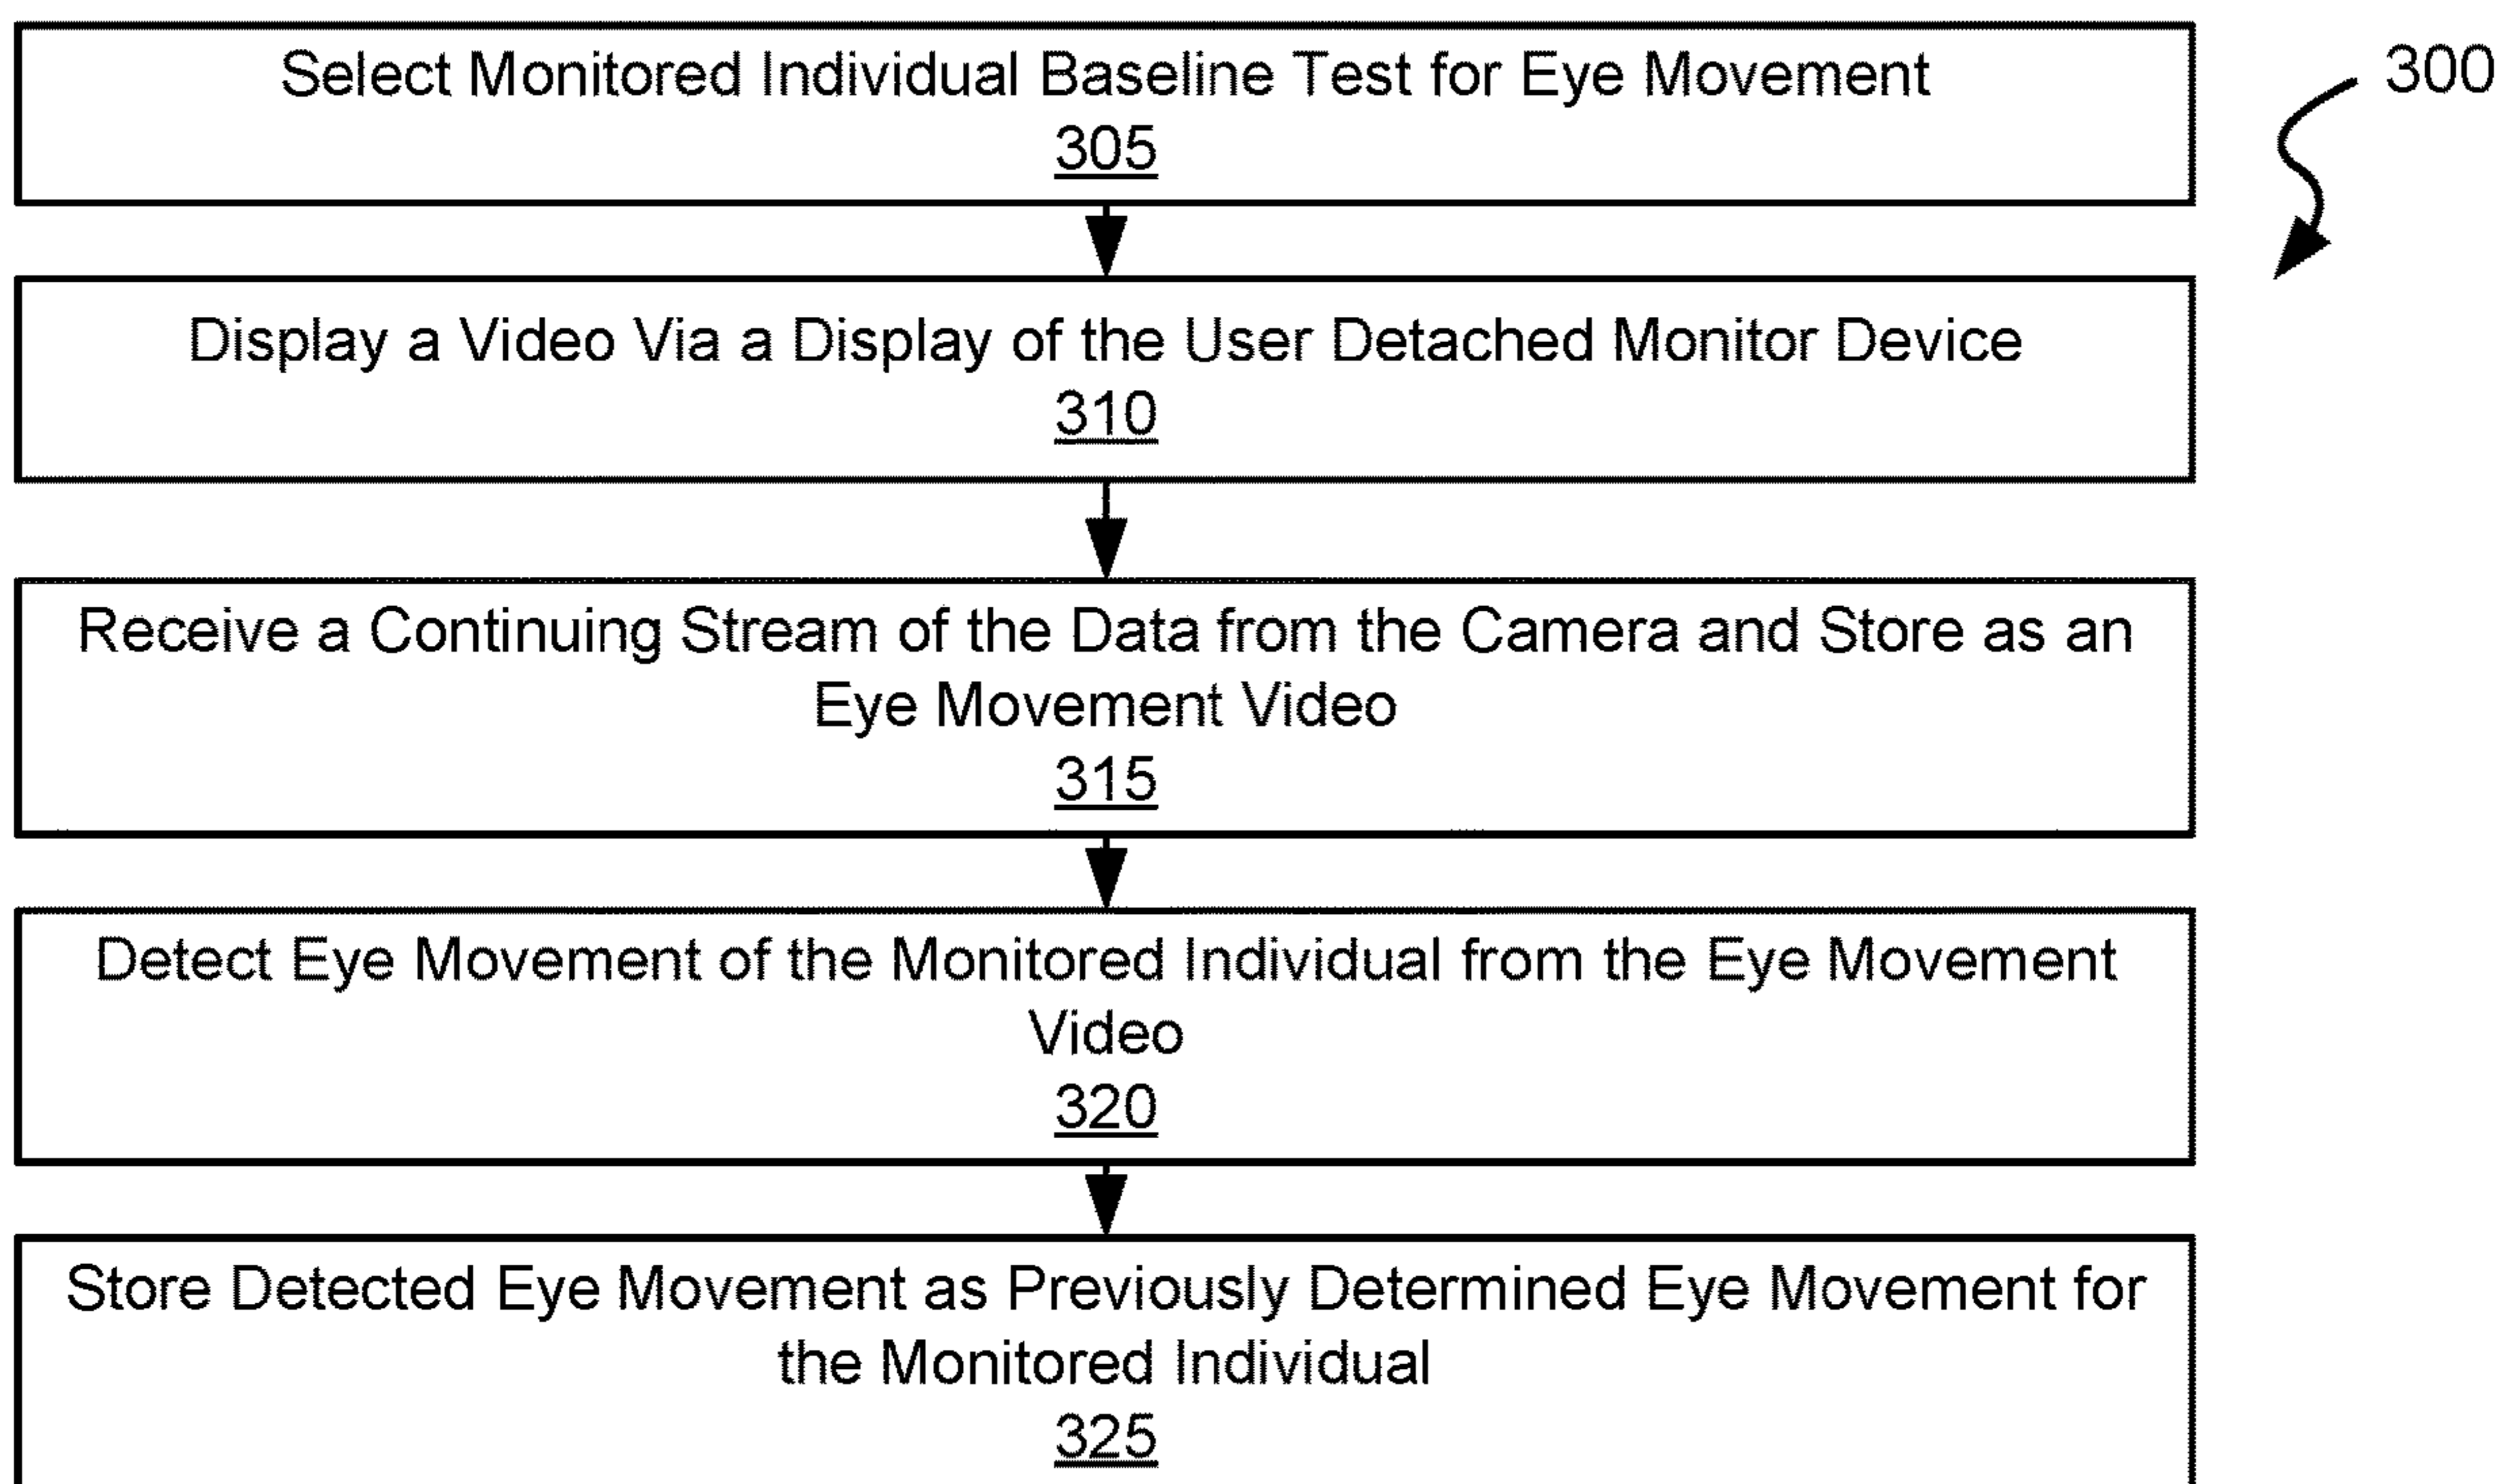 Select Monitored Individual Baseline Test for Eye Movement
305
300
Display a Video Via a Display of the User Detached Monitor Device
310
Receive a Continuing Stream of the Data from the Camera and Store as an
Eye Movement Video
315
Detect Eye Movement of the Monitored Individual from the Eye Movement
Video
320
Store Detected Eye Movement as Previously Determined Eye Movement for
the Monitored Individual
325